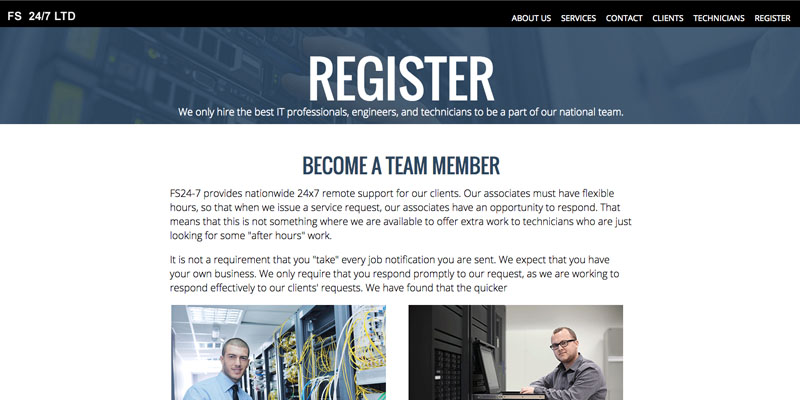 FS 24/7 LTD
ABOUT US SERVICES CONTACT CLIENTS TECHNICIANS REGISTER
REGISTER
We only hire the best IT professionals, engineers, and technicians to be a part of our national team.
BECOME A TEAM MEMBER
FS24-7 provides nationwide 24x7 remote support for our clients. Our associates must have flexible
hours, so that when we issue a service request, our associates have an opportunity to respond. That
means that this is not something where we are available to offer extra work to technicians who are just
looking for some "after hours" work.
It is not a requirement that you "take" every job notification you are sent. We expect that you have
your own business. We only require that you respond promptly to our request, as we are working to
respond effectively to our clients' requests. We have found that the quicker